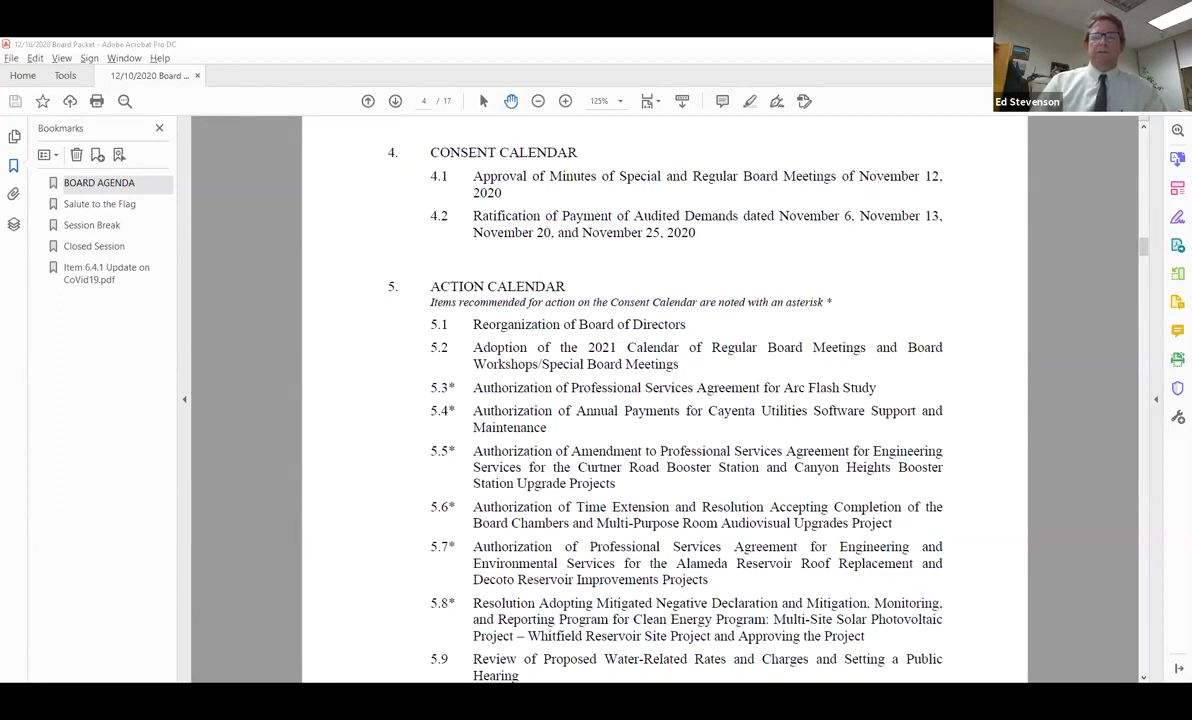 12/10/2020 Board Packet - Adobe Acrobat Pro DC
File Edit View Sign Window Help
Home Tools 12/10/2020 Board ... ×
4 / 17 125%
Ed Stevenson
Bookmarks
BOARD AGENDA
Salute to the Flag
Session Break
Closed Session
Item 6.4.1 Update on
CoVid19.pdf
4. CONSENT CALENDAR
4.1 Approval of Minutes of Special and Regular Board Meetings of November 12,
2020
4.2 Ratification of Payment of Audited Demands dated November 6, November 13,
November 20, and November 25, 2020
5. ACTION CALENDAR
Items recommended for action on the Consent Calendar are noted with an asterisk *
5.1 Reorganization of Board of Directors
5.2 Adoption of the 2021 Calendar of Regular Board Meetings and Board
Workshops/Special Board Meetings
5.3* Authorization of Professional Services Agreement for Arc Flash Study
5.4* Authorization of Annual Payments for Cayenta Utilities Software Support and
Maintenance
5.5* Authorization of Amendment to Professional Services Agreement for Engineering
Services for the Curtner Road Booster Station and Canyon Heights Booster
Station Upgrade Projects
5.6* Authorization of Time Extension and Resolution Accepting Completion of the
Board Chambers and Multi-Purpose Room Audiovisual Upgrades Project
5.7* Authorization of Professional Services Agreement for Engineering and
Environmental Services for the Alameda Reservoir Roof Replacement and
Decoto Reservoir Improvements Projects
5.8* Resolution Adopting Mitigated Negative Declaration and Mitigation, Monitoring,
and Reporting Program for Clean Energy Program: Multi-Site Solar Photovoltaic
Project – Whitfield Reservoir Site Project and Approving the Project
5.9 Review of Proposed Water-Related Rates and Charges and Setting a Public
Hearing